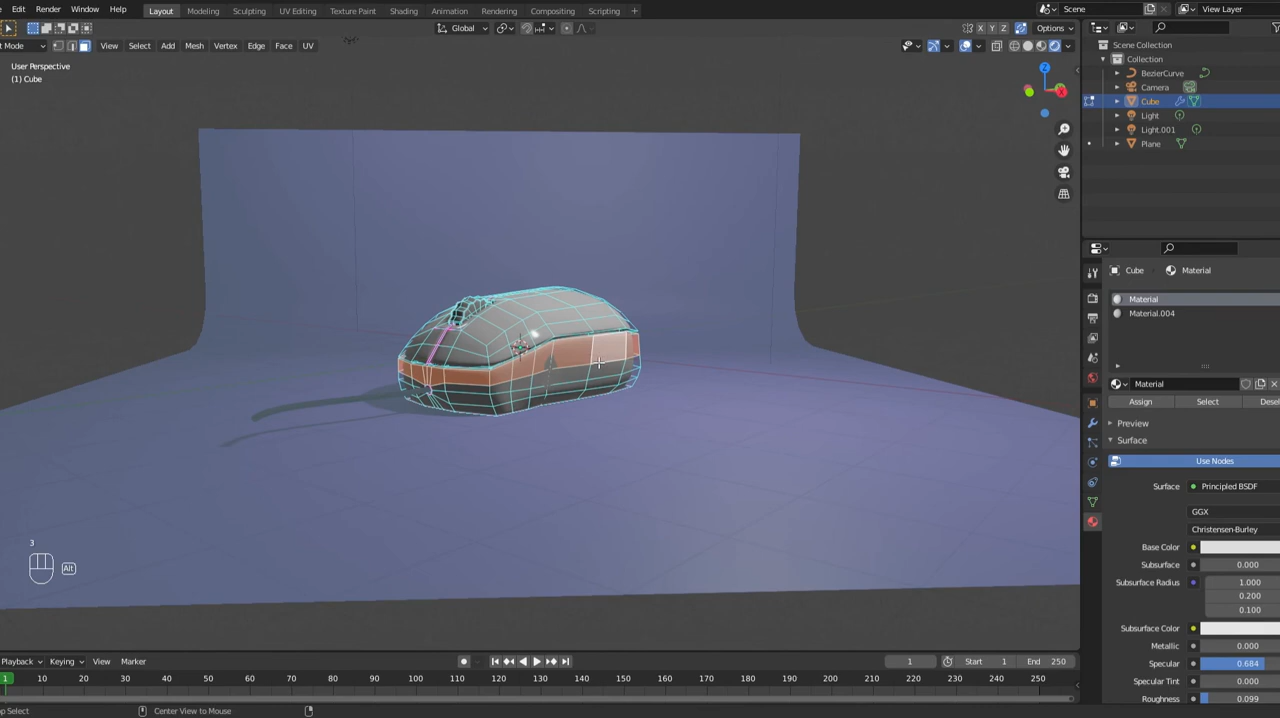 Edit Render Window Help Layout Modeling Sculpting UV Editing Texture Paint Shading Animation Rendering Compositing Scripting + Scene View Layer
Global X Y Z Options
t Mode View Select Add Mesh Vertex Edge Face UV
User Perspective
(1) Cube
Z
X
Scene Collection
Collection
BezierCurve
Camera
Cube
Light
Light.001
Plane
Cube Material
Material
Material.004
Material
Assign Select Desel
Preview
Surface
Use Nodes
Surface Principled BSDF
GGX
Christensen-Burley
Base Color
Subsurface 0.000
Subsurface Radius 1.000
0.200
0.100
Subsurface Color
Metallic 0.000
Specular 0.684
Specular Tint 0.000
Roughness 0.099
3
Alt
Playback Keying View Marker 1 Start 1 End 250
1 10 20 30 40 50 60 70 80 90 100 110 120 130 140 150 160 170 180 190 200 210 220 230 240 250
op Select Center View to Mouse